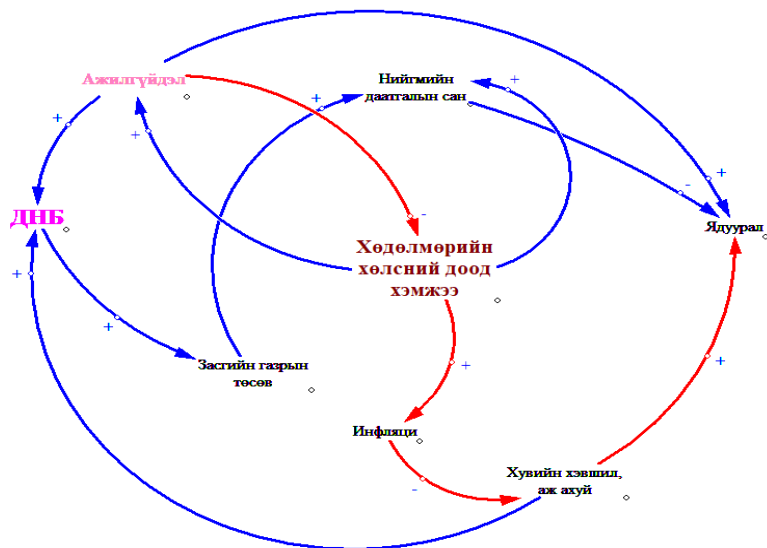 Ажилгүйдэл
Нийгмийн
даатгалын сан
+
+
+
+
-
+
-
ДНБ
Ядуурал
Хөдөлмөрийн
хөлсний доод
хэмжээ
+
+
Засгийн газрын
төсөв
+
+
Инфляци
-
Хувийн хэвшил,
аж ахуй